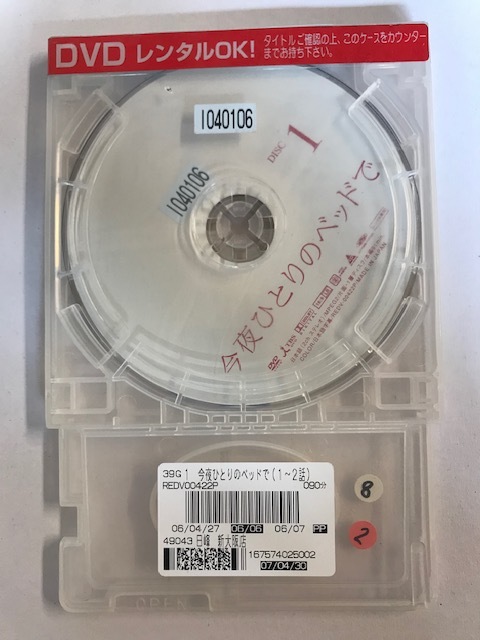 DVD レンタルOK!
タイトルご確認の上、このケースをカウンター
までお持ち下さい。
1040106
1040106
DISC 1
今夜ひとりのベッドで
39G 1 今夜ひとりのベッドで(1~2話)
REDV00422P
090分
06/04/27 06/06 06/07 PP
49043 日峰 新大阪店
167574025002
07/04/30
8
2
OPEN